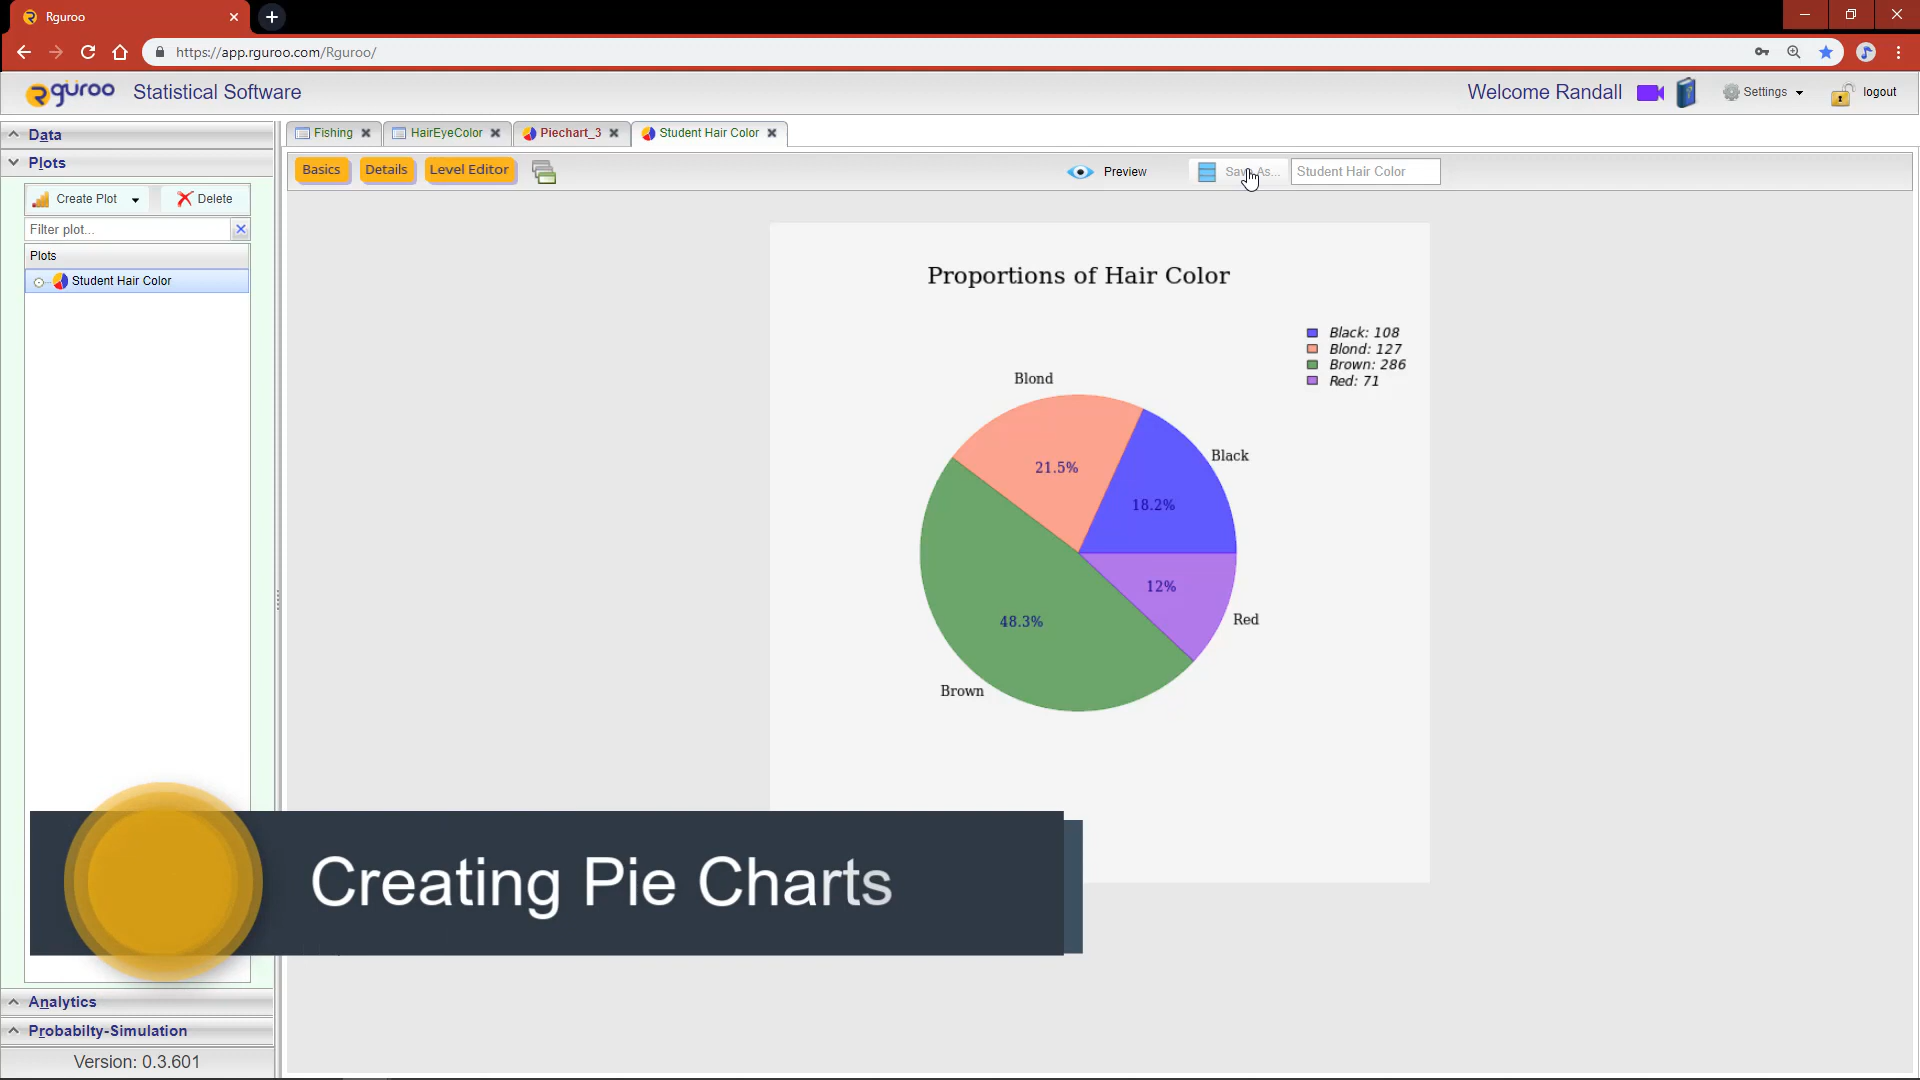 Rguroo
https://app.rguroo.com/Rguroo/
Rguroo Statistical Software
Welcome Randall
Settings
logout
Data
Plots
Create Plot
Delete
Filter plot...
Plots
Student Hair Color
Analytics
Probabilty-Simulation
Version: 0.3.601
Fishing
HairEyeColor
Piechart_3
Student Hair Color
Basics
Details
Level Editor
Preview
Student Hair Color
Proportions of Hair Color
Black: 108
Blond: 127
Brown: 286
Red: 71
Blond
Black
21.5%
18.2%
12%
Red
48.3%
Brown
Creating Pie Charts